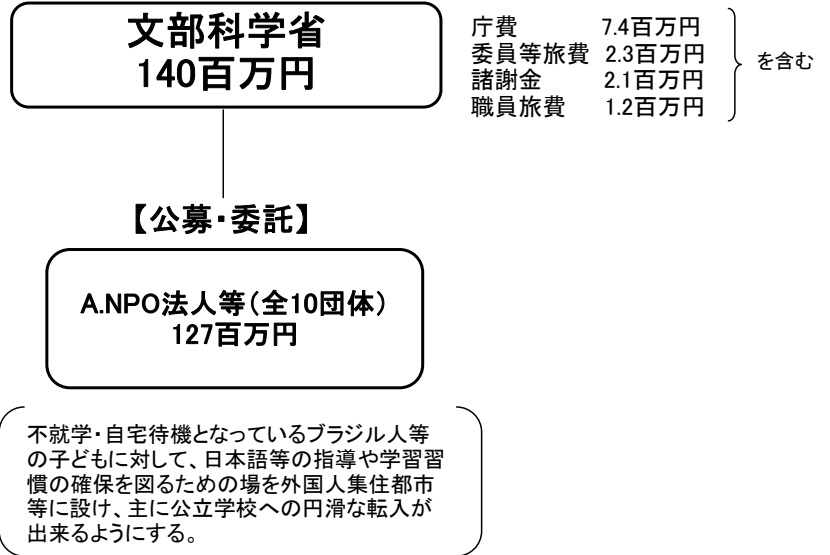 文部科学省
140百万円
庁費 7.4百万円
委員等旅費 2.3百万円
諸謝金 2.1百万円
職員旅費 1.2百万円
を含む
【公募・委託】
A.NPO法人等(全10団体)
127百万円
不就学・自宅待機となっているブラジル人等
の子どもに対して、日本語等の指導や学習習
慣の確保を図るための場を外国人集住都市
等に設け、主に公立学校への円滑な転入が
出来るようにする。